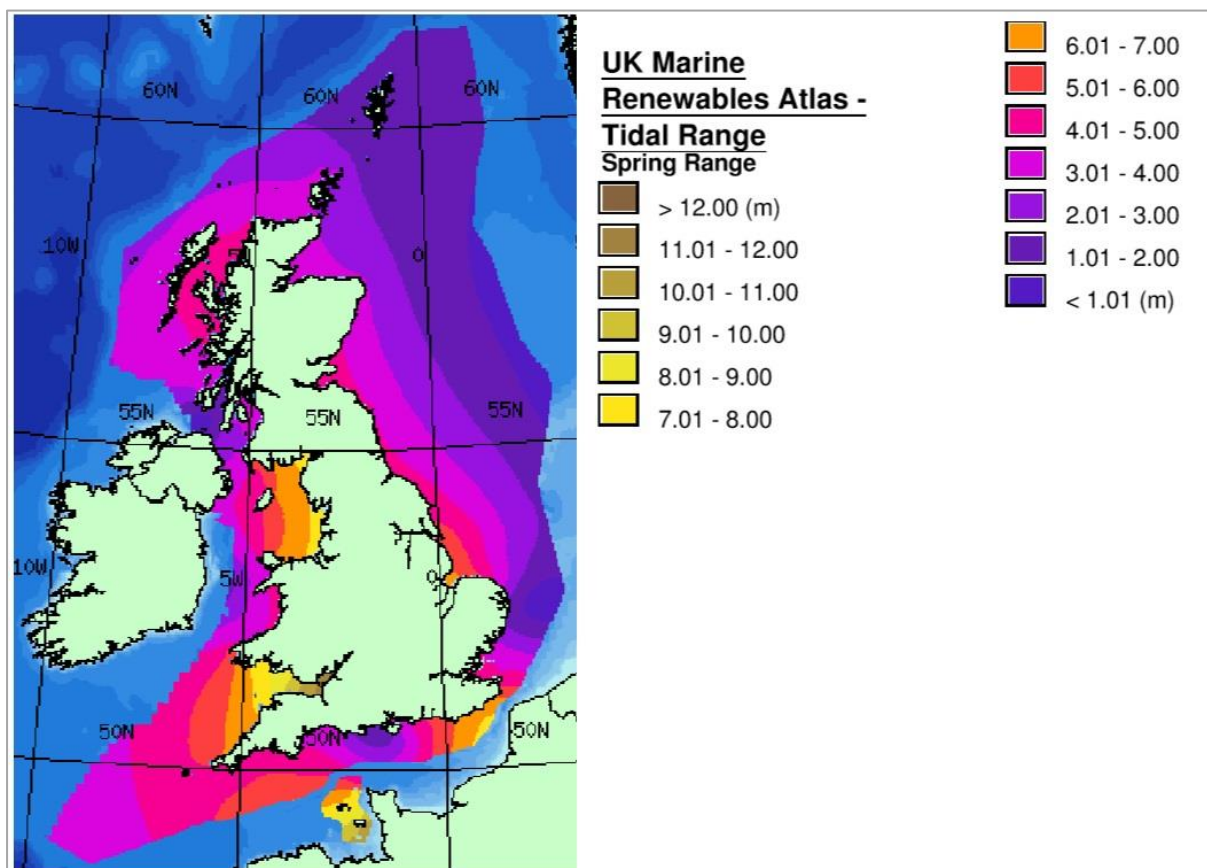 60N
60N
60N
10W
5W
0
55N
55N
55N
10W
5W
0
50N
50N
50N
UK Marine
Renewables Atlas -
Tidal Range
Spring Range
> 12.00 (m)
11.01 - 12.00
10.01 - 11.00
9.01 - 10.00
8.01 - 9.00
7.01 - 8.00
6.01 - 7.00
5.01 - 6.00
4.01 - 5.00
3.01 - 4.00
2.01 - 3.00
1.01 - 2.00
< 1.01 (m)